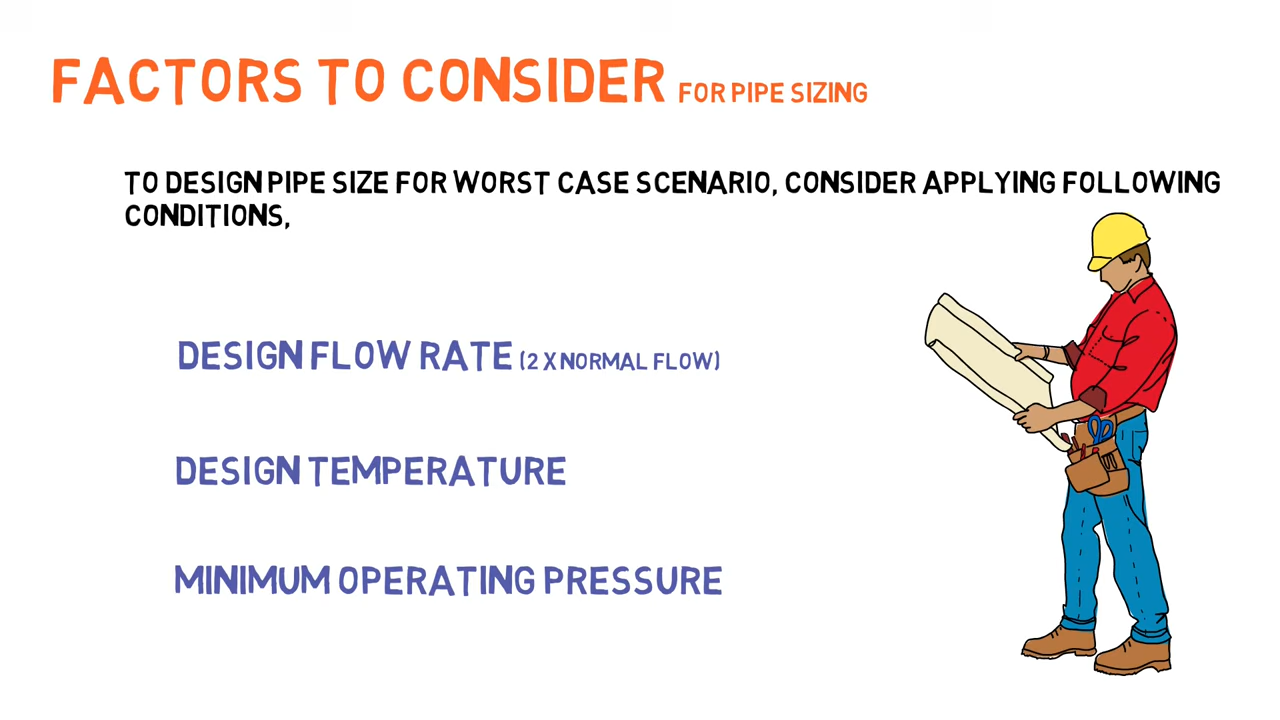 FACTORS TO CONSIDER FOR PIPE SIZING
TO DESIGN PIPE SIZE FOR WORST CASE SCENARIO, CONSIDER APPLYING FOLLOWING
CONDITIONS,
DESIGN FLOW RATE (2 X NORMAL FLOW)
DESIGN TEMPERATURE
MINIMUM OPERATING PRESSURE